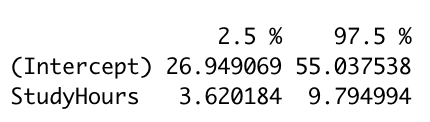 2.5 % 97.5 %
(Intercept) 26.949069 55.037538
StudyHours 3.620184 9.794994